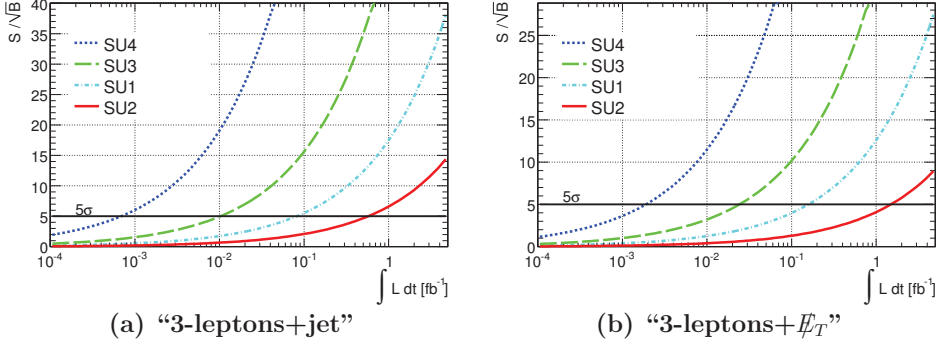 S /√B
40
35
30
25
20
15
10
5
0
SU4
SU3
SU1
SU2
5σ
10⁻⁴ 10⁻³ 10⁻² 10⁻¹ 1
∫ L dt [fb⁻¹]
(a) “3-leptons+jet”
S /√B
25
20
15
10
5
0
SU4
SU3
SU1
SU2
5σ
10⁻⁴ 10⁻³ 10⁻² 10⁻¹ 1
∫ L dt [fb⁻¹]
(b) “3-leptons+E̸_T”